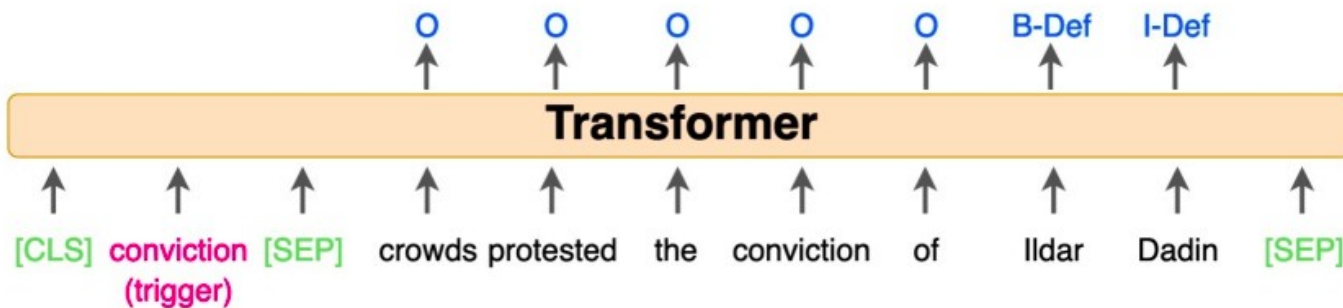 O O O O O B-Def I-Def
Transformer
[CLS] conviction [SEP] crowds protested the conviction of Ildar Dadin [SEP]
(trigger)